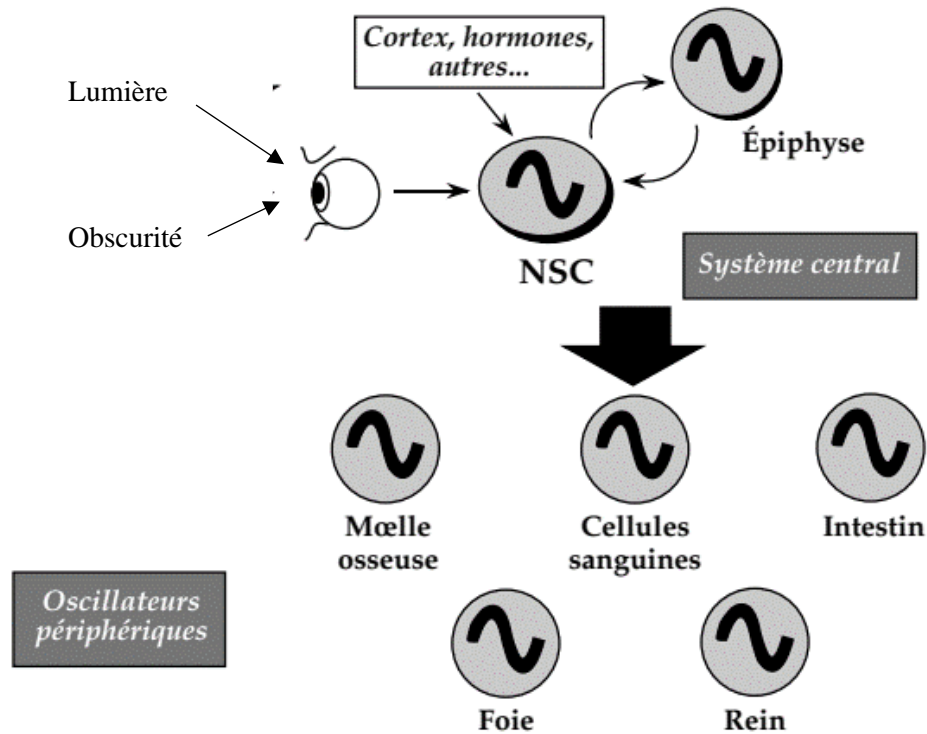 Cortex, hormones,
autres...
Lumière
Épiphyse
Obscurité
NSC
Système central
Mœlle
osseuse
Cellules
sanguines
Intestin
Oscillateurs
périphériques
Foie
Rein